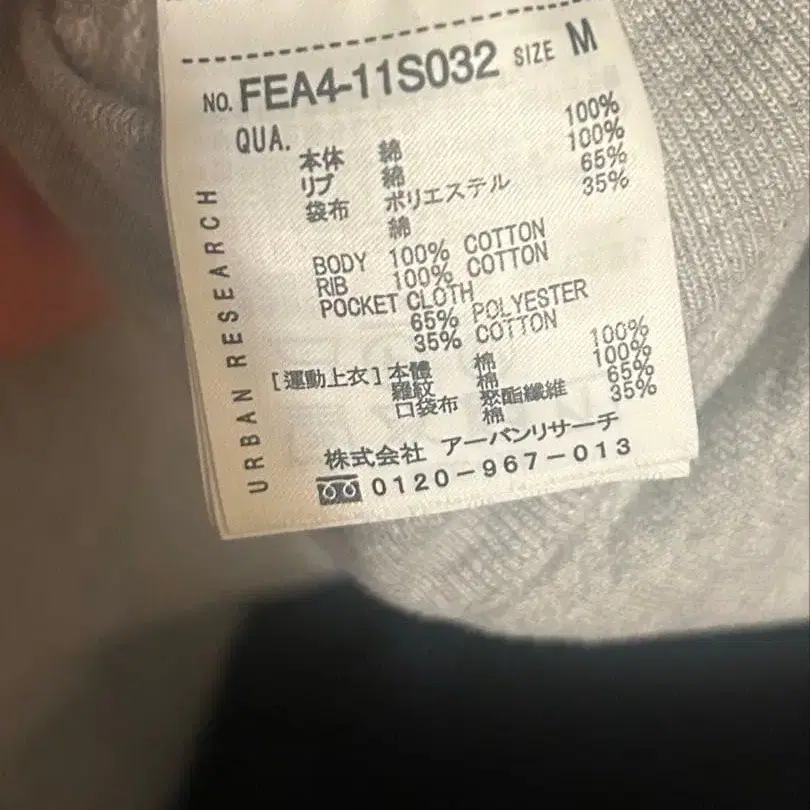 NO. FEA4-11S032 SIZE M
QUA.
本体 綿 100%
リブ 綿 100%
袋布 ポリエステル 65%
綿 35%
BODY 100% COTTON
RIB 100% COTTON
POCKET CLOTH
65% POLYESTER
35% COTTON
[運動上衣] 本體 棉 100%
羅紋 棉 100%
口袋布 聚酯纖維 65%
棉 35%
株式会社 アーバンリサーチ
0120-967-013
URBAN RESEARCH